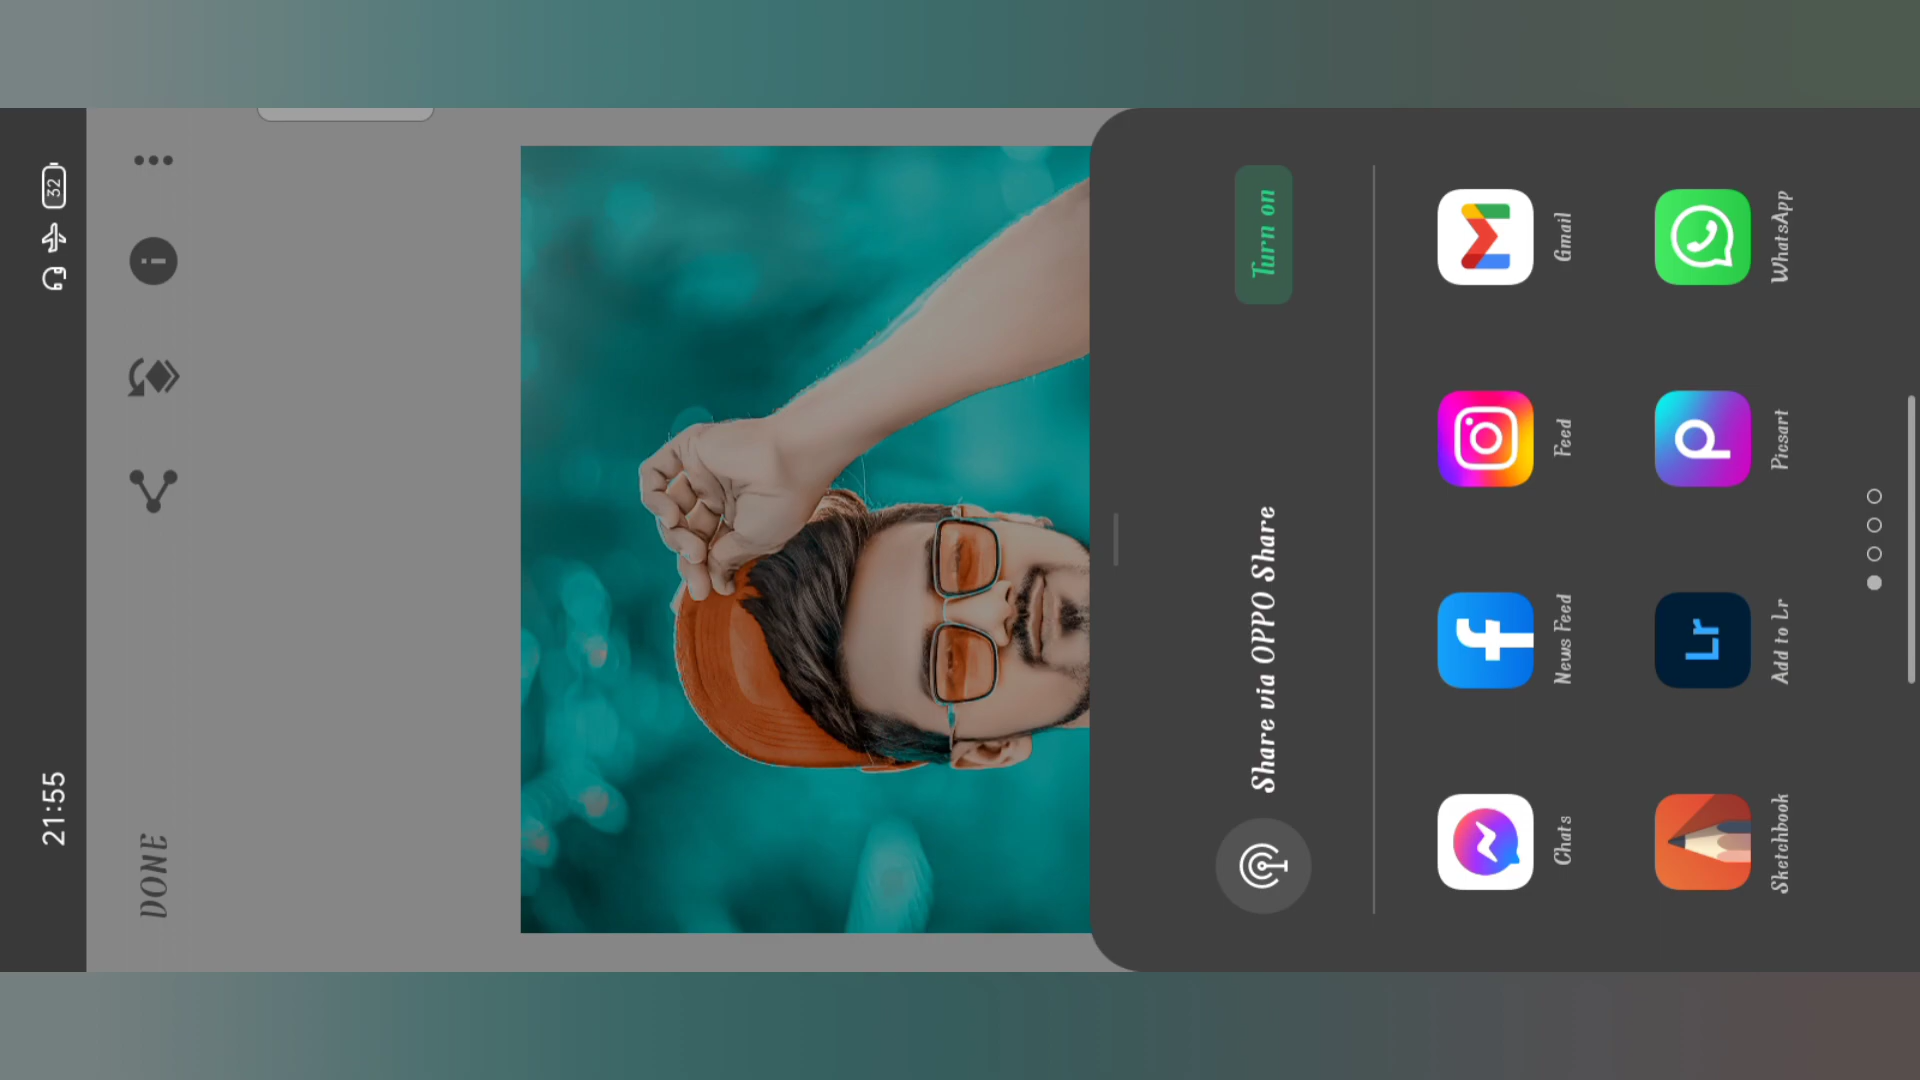 21:55
32
DONE
Share via OPPO Share
Turn on
Chats
News Feed
Feed
Gmail
Lr
Sketchbook
Add to Lr
Picsart
WhatsApp